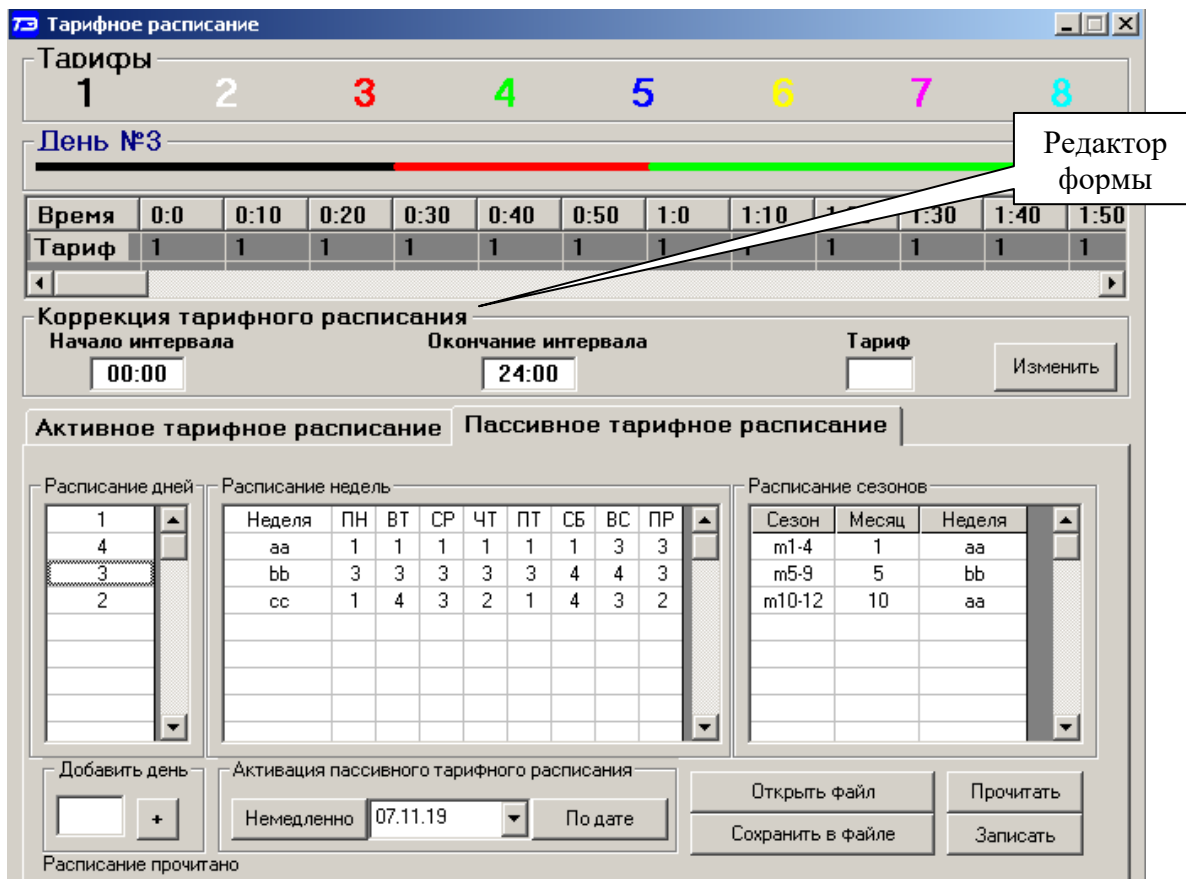 ТЭ Тарифное расписание
Тарифы
1 2 3 4 5 6 7 8
День №3
Редактор
формы
Время 0:0 0:10 0:20 0:30 0:40 0:50 1:0 1:10 1:30 1:40 1:50
Тариф 1 1 1 1 1 1 1 1 1 1 1 1
Коррекция тарифного расписания
Начало интервала Окончание интервала Тариф
00:00 24:00 Изменить
Активное тарифное расписание Пассивное тарифное расписание
Расписание дней Расписание недель Расписание сезонов
1 Неделя ПН ВТ СР ЧТ ПТ СБ ВС ПР Сезон Месяц Неделя
4 aa 1 1 1 1 1 1 3 3 m1-4 1 aa
3 bb 3 3 3 3 3 4 4 3 m5-9 5 bb
2 cc 1 4 3 2 1 4 3 2 m10-12 10 aa
Добавить день Активация пассивного тарифного расписания
Открыть файл Прочитать
+ Немедленно 07.11.19 По дате
Сохранить в файле Записать
Расписание прочитано